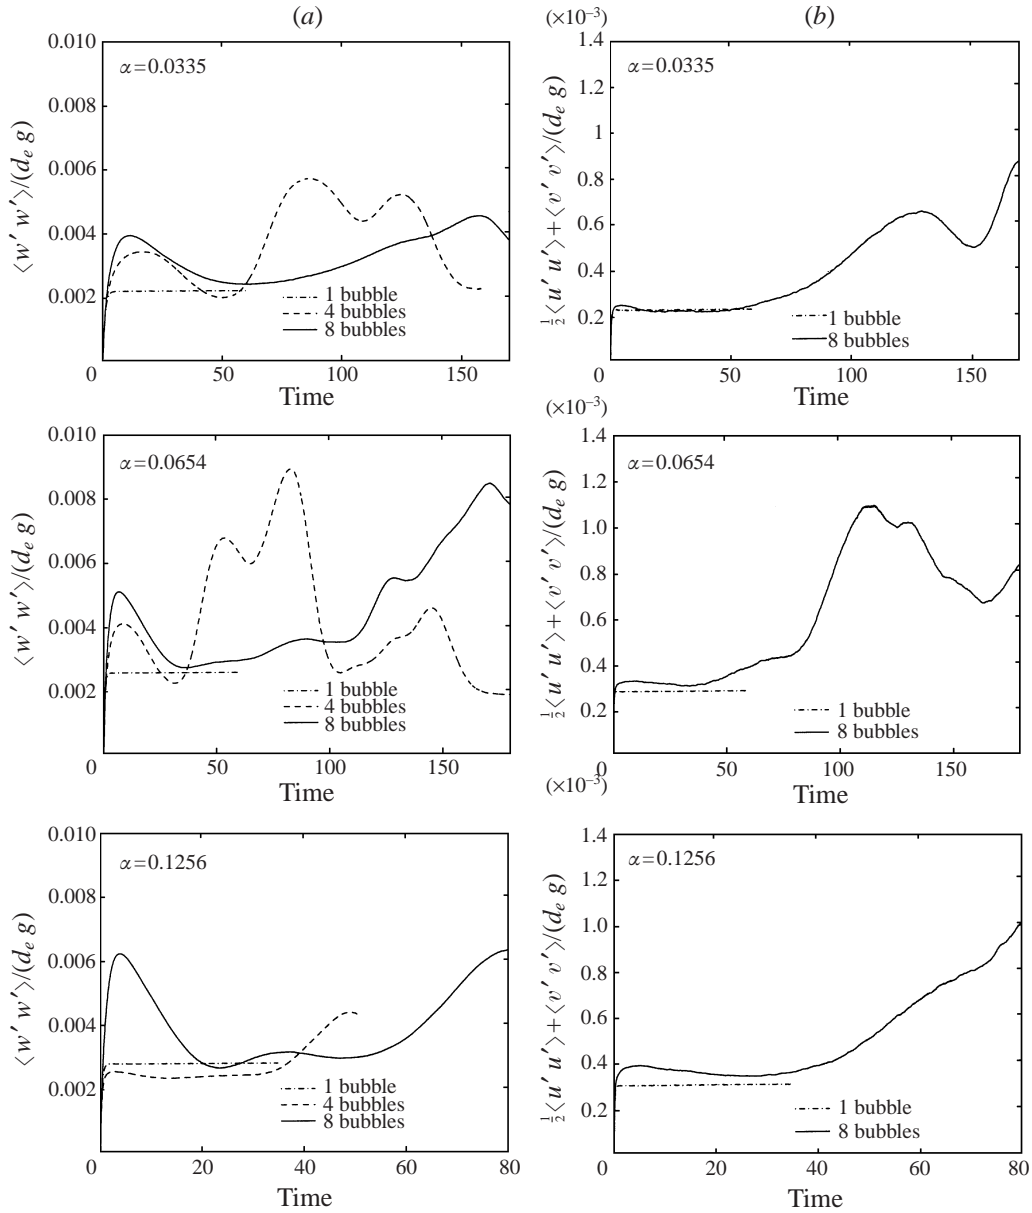 (a)
0.010
0.008
0.006
0.004
0.002
0
50
100
150
α=0.0335
⟨w′ w′⟩/(d_e g)
1 bubble
4 bubbles
8 bubbles
Time
(b)
(×10⁻³)
1.4
1.2
1
0.8
0.6
0.4
0.2
0
50
100
150
α=0.0335
½⟨u′ u′⟩+⟨v′ v′⟩/(d_e g)
1 bubble
8 bubbles
Time
0.010
0.008
0.006
0.004
0.002
0
50
100
150
α=0.0654
⟨w′ w′⟩/(d_e g)
1 bubble
4 bubbles
8 bubbles
Time
(×10⁻³)
1.4
1.2
1.0
0.8
0.6
0.4
0.2
0
50
100
150
α=0.0654
½⟨u′ u′⟩+⟨v′ v′⟩/(d_e g)
1 bubble
8 bubbles
Time
0.010
0.008
0.006
0.004
0.002
0
20
40
60
80
α=0.1256
⟨w′ w′⟩/(d_e g)
1 bubble
4 bubbles
8 bubbles
Time
(×10⁻³)
1.4
1.2
1.0
0.8
0.6
0.4
0.2
0
20
40
60
80
α=0.1256
½⟨u′ u′⟩+⟨v′ v′⟩/(d_e g)
1 bubble
8 bubbles
Time